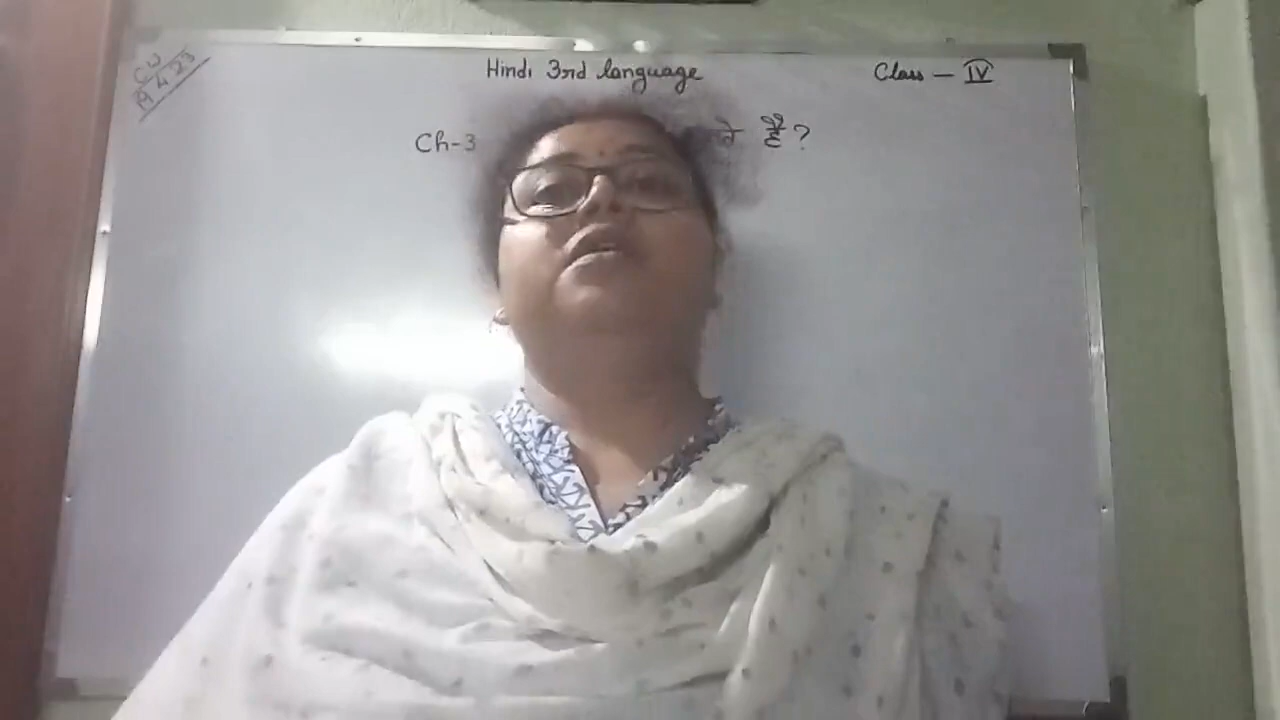 CW
19.4.23
Hindi 3rd language
Class — IV
Ch-3 हैं?